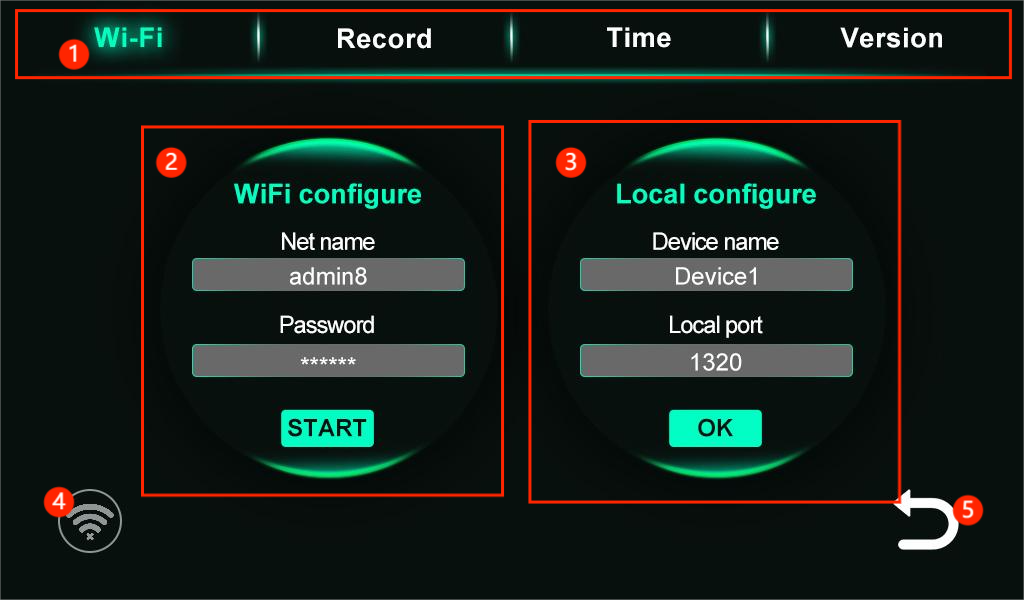 1 Wi-Fi Record Time Version
2
WiFi configure
Net name
admin8
Password
******
START
3
Local configure
Device name
Device1
Local port
1320
OK
4
5